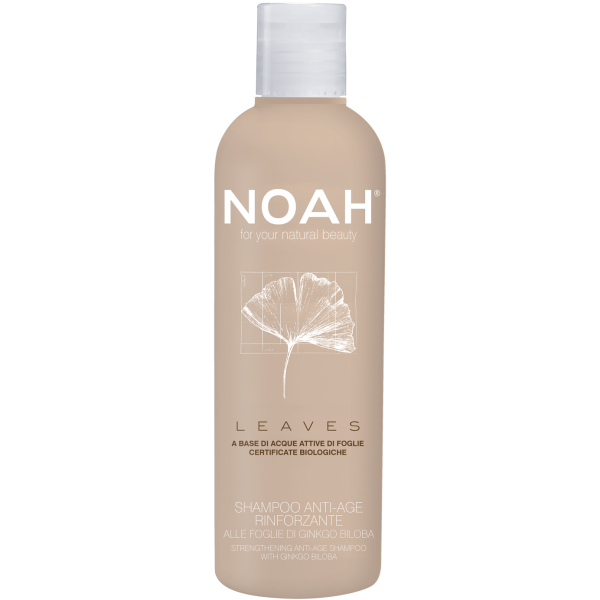 NOAH®
for your natural beauty
LEAVES
A BASE DI ACQUE ATTIVE DI FOGLIE
CERTIFICATE BIOLOGICHE
SHAMPOO ANTI-AGE
RINFORZANTE
ALLE FOGLIE DI GINKGO BILOBA
STRENGTHENING ANTI-AGE SHAMPOO
WITH GINKGO BILOBA